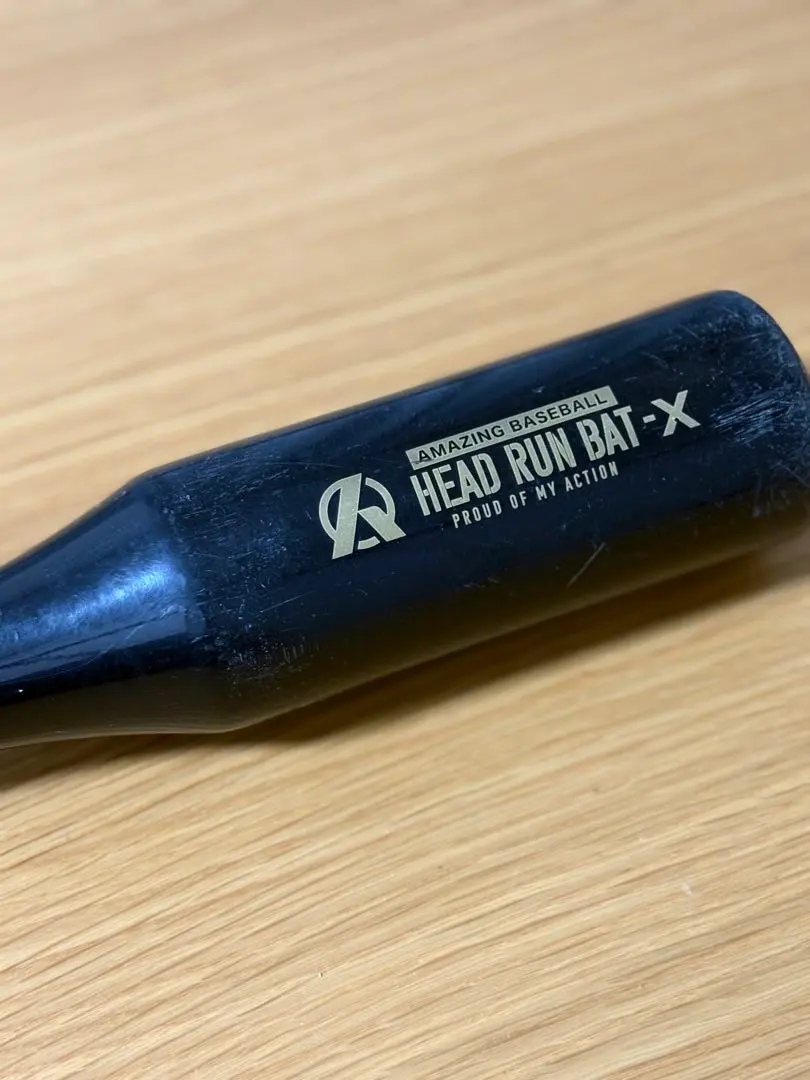 AMAZING BASEBALL
HEAD RUN BAT-X
PROUD OF MY ACTION